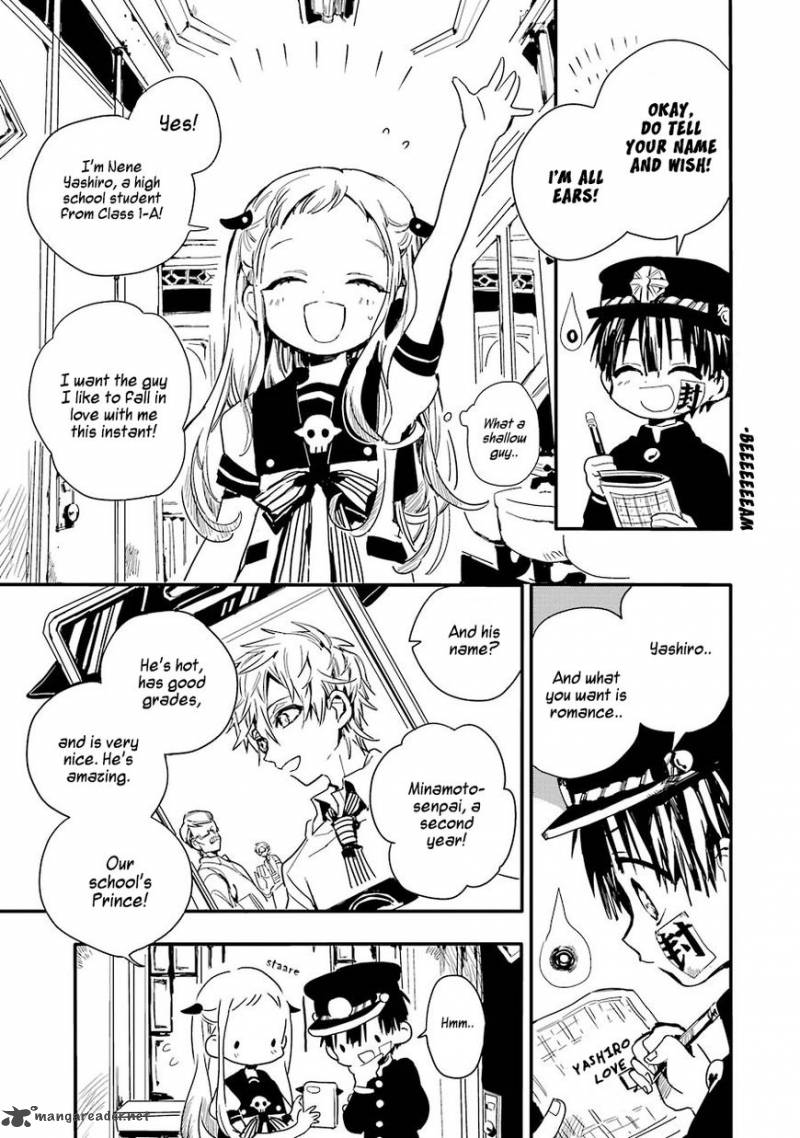 OKAY,
DO TELL
YOUR NAME
AND WISH!
I'M ALL
EARS!
-BEEEEEEEAM
Yes!
I'm Nene
Yashiro, a high
school student
from Class 1-A!
I want the guy
I like to fall in
love with me
this instant!
What a
shallow
guy..
封
Yashiro..
And what
you want is
romance..
封
YASHIRO
LOVE
And his
name?
Minamoto-
senpai, a
second
year!
He's hot,
has good
grades,
and is very
nice. He's
amazing.
Our
school's
Prince!
staare
Hmm..
mangareader.net